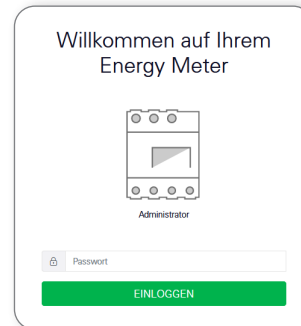 Willkommen auf Ihrem
Energy Meter
Administrator
Passwort
EINLOGGEN